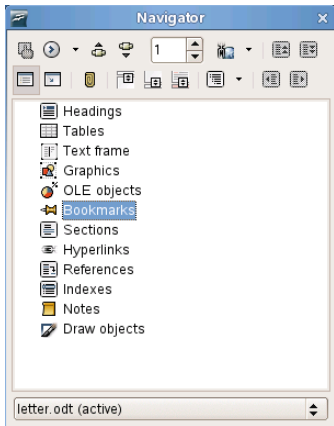 Navigator
1
Headings
Tables
Text frame
Graphics
OLE objects
Bookmarks
Sections
Hyperlinks
References
Indexes
Notes
Draw objects
letter.odt (active)